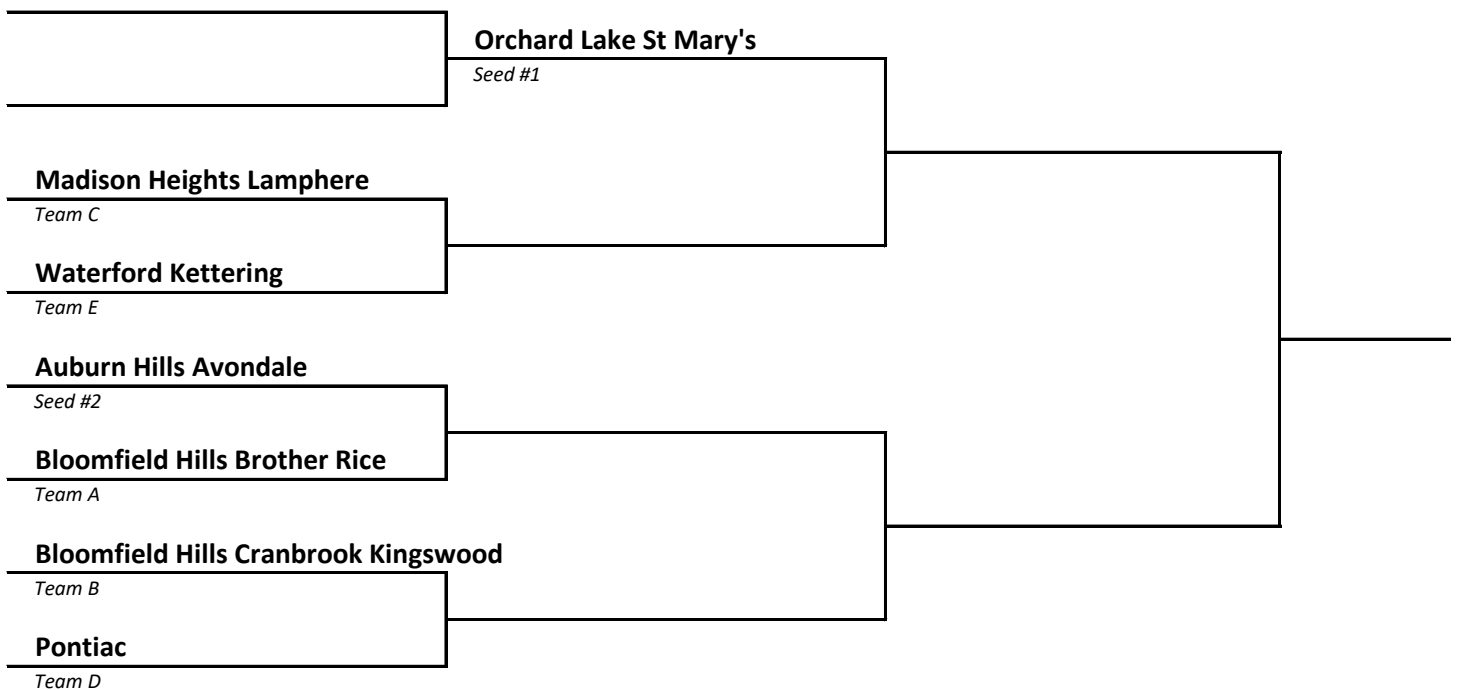 Orchard Lake St Mary's
Seed #1
Madison Heights Lamphere
Team C
Waterford Kettering
Team E
Auburn Hills Avondale
Seed #2
Bloomfield Hills Brother Rice
Team A
Bloomfield Hills Cranbrook Kingswood
Team B
Pontiac
Team D